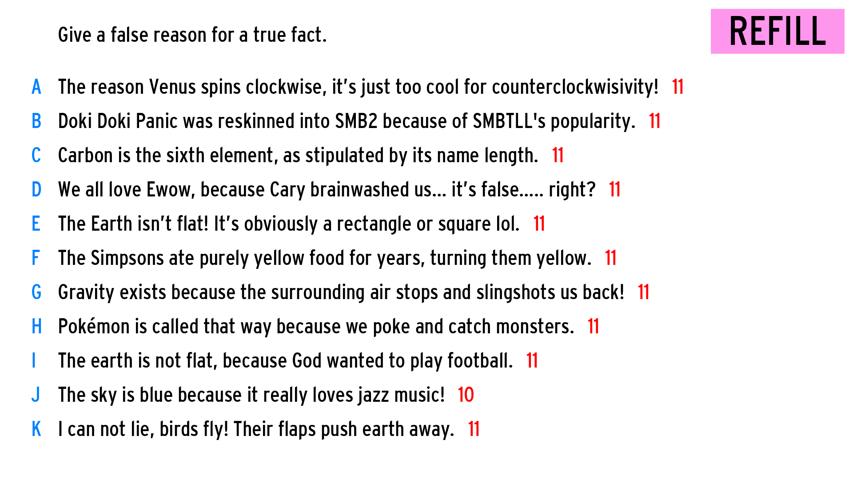 Give a false reason for a true fact.
REFILL
A The reason Venus spins clockwise, it's just too cool for counterclockwisivity! 11
B Doki Doki Panic was reskinned into SMB2 because of SMBTLL's popularity. 11
C Carbon is the sixth element, as stipulated by its name length. 11
D We all love Ewow, because Cary brainwashed us... it's false..... right? 11
E The Earth isn't flat! It's obviously a rectangle or square lol. 11
F The Simpsons ate purely yellow food for years, turning them yellow. 11
G Gravity exists because the surrounding air stops and slingshots us back! 11
H Pokémon is called that way because we poke and catch monsters. 11
I The earth is not flat, because God wanted to play football. 11
J The sky is blue because it really loves jazz music! 10
K I can not lie, birds fly! Their flaps push earth away. 11